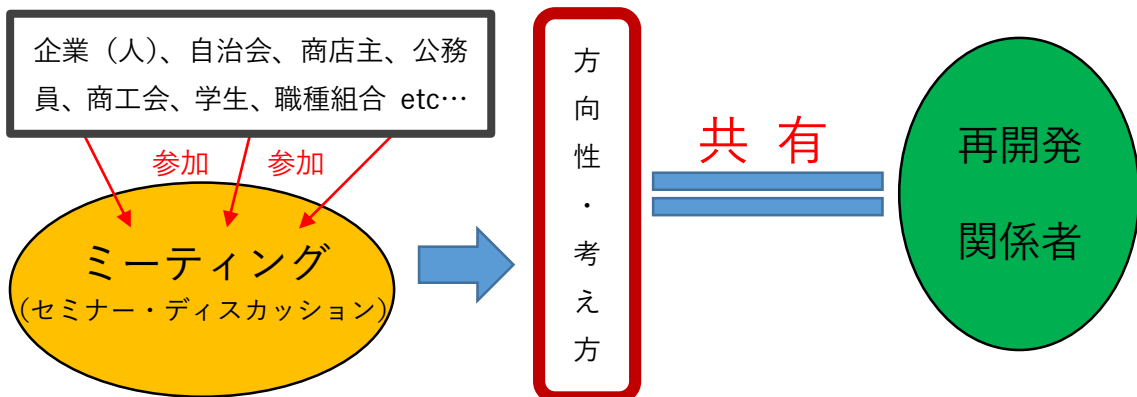 企業（人）、自治会、商店主、公務
員、商工会、学生、職種組合 etc…
参加 参加
ミーティング
（セミナー・ディスカッション）
方向性・考え方
共 有
再開発
関係者